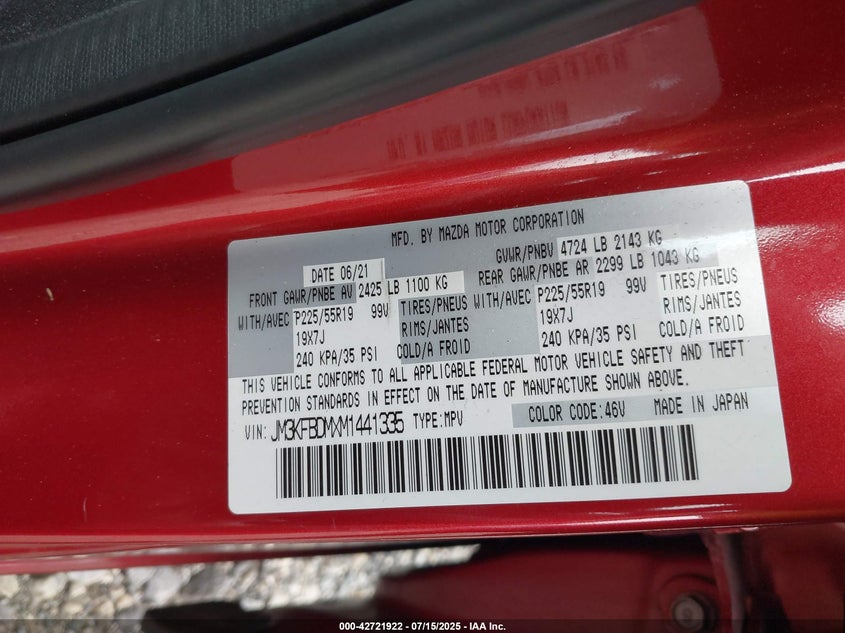 MFD. BY MAZDA MOTOR CORPORATION
DATE 06/21 GVWR/PNBV 4724 LB 2143 KG
FRONT GAWR/PNBE AV 2425 LB 1100 KG REAR GAWR/PNBE AR 2299 LB 1043 KG
WITH/AVEC P225/55R19 99V TIRES/PNEUS WITH/AVEC P225/55R19 99V TIRES/PNEUS
19X7J RIMS/JANTES 19X7J RIMS/JANTES
240 KPA/35 PSI COLD/A FROID 240 KPA/35 PSI COLD/A FROID
THIS VEHICLE CONFORMS TO ALL APPLICABLE FEDERAL MOTOR VEHICLE SAFETY AND THEFT
PREVENTION STANDARDS IN EFFECT ON THE DATE OF MANUFACTURE SHOWN ABOVE.
VIN: JM3KFBDMXM1441335 TYPE: MPV COLOR CODE:46V MADE IN JAPAN
000-42721922 / 07/15/2025 - IAA Inc.